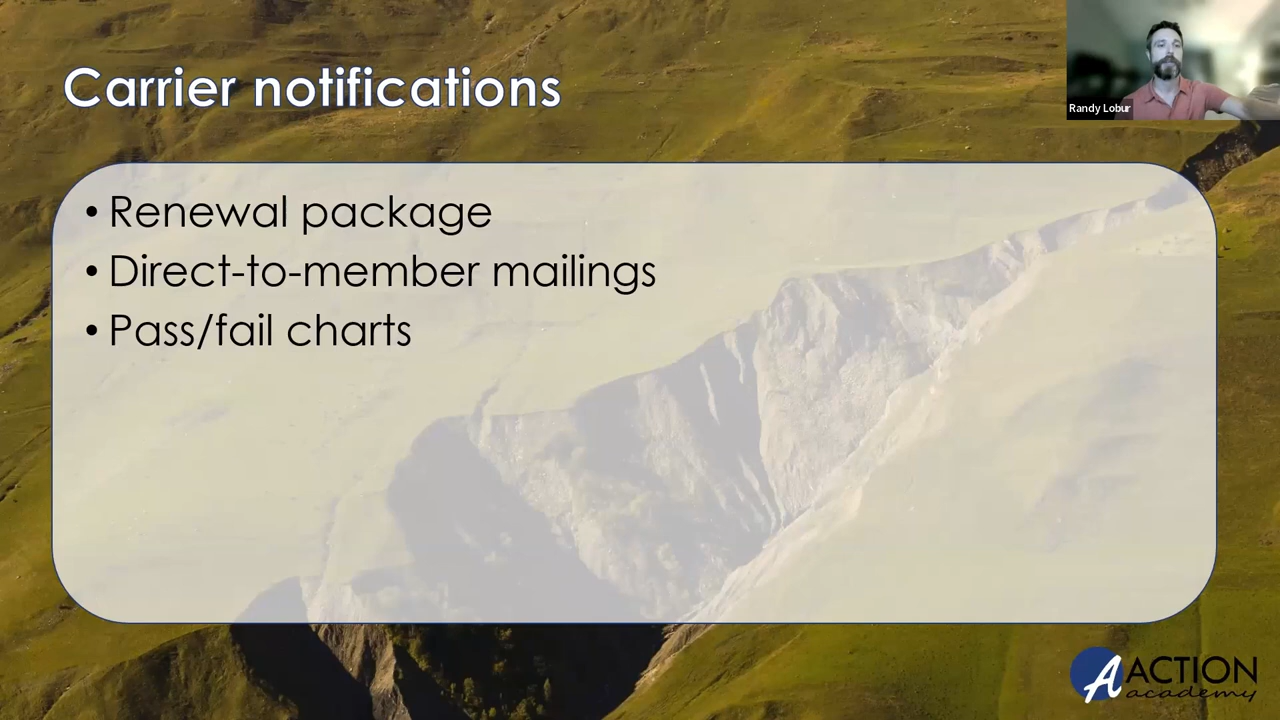 Carrier notifications
Randy Lobur
• Renewal package
• Direct-to-member mailings
• Pass/fail charts
A ACTION
academy